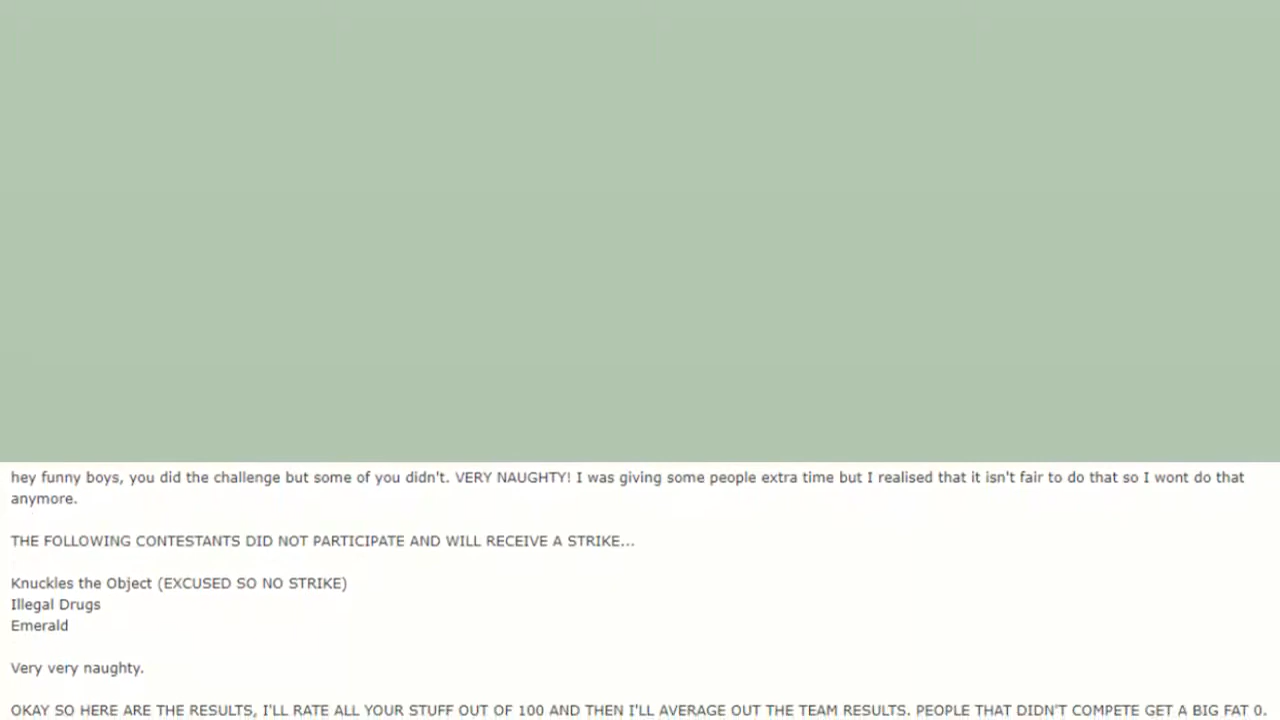 hey funny boys, you did the challenge but some of you didn't. VERY NAUGHTY! I was giving some people extra time but I realised that it isn't fair to do that so I wont do that
anymore.
THE FOLLOWING CONTESTANTS DID NOT PARTICIPATE AND WILL RECEIVE A STRIKE...
Knuckles the Object (EXCUSED SO NO STRIKE)
Illegal Drugs
Emerald
Very very naughty.
OKAY SO HERE ARE THE RESULTS, I'LL RATE ALL YOUR STUFF OUT OF 100 AND THEN I'LL AVERAGE OUT THE TEAM RESULTS. PEOPLE THAT DIDN'T COMPETE GET A BIG FAT 0.